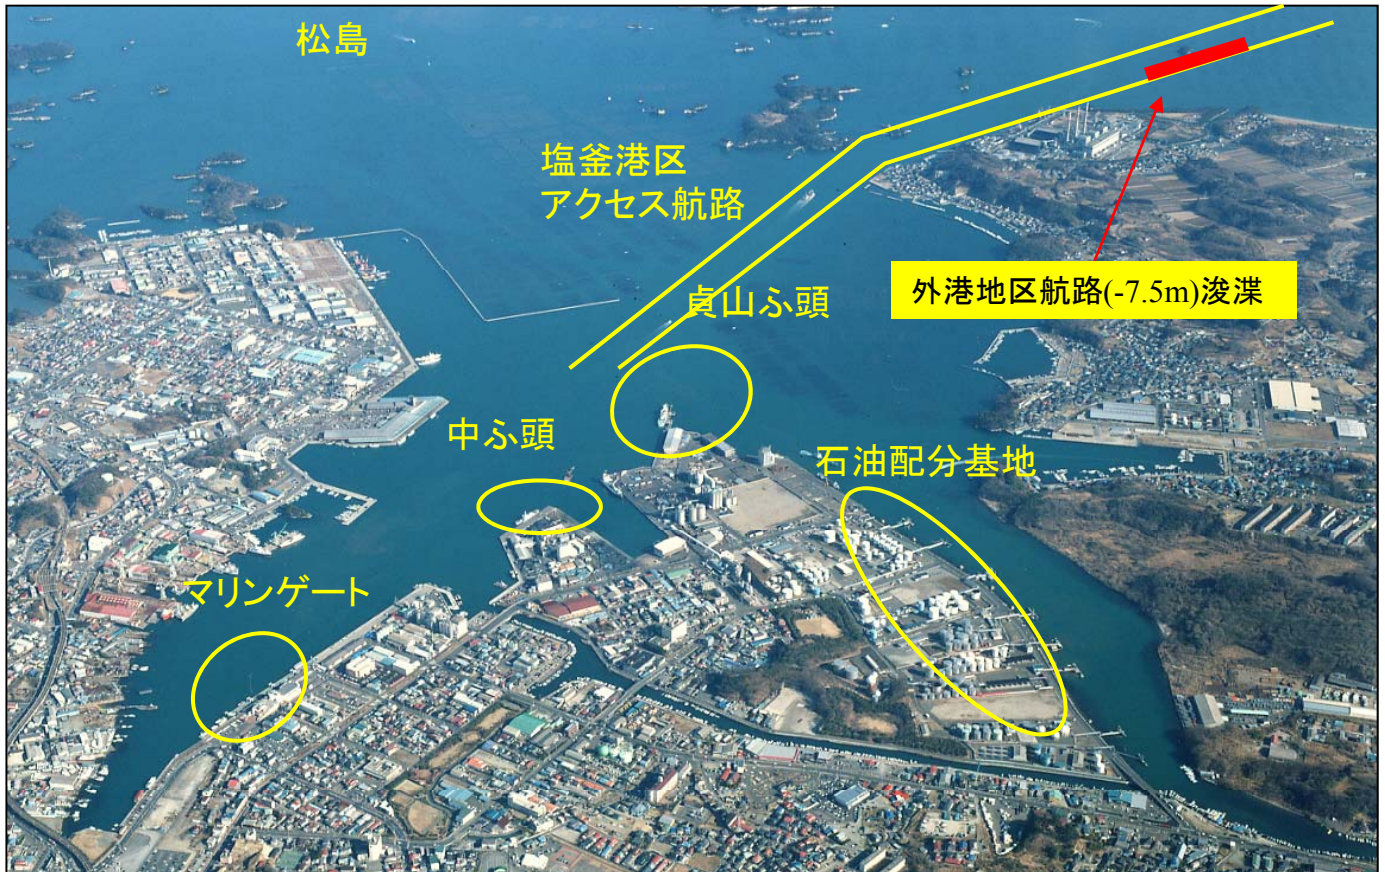 松島
塩釜港区
アクセス航路
外港地区航路(-7.5m)浚渫
貞山ふ頭
中ふ頭
石油配分基地
マリンゲート